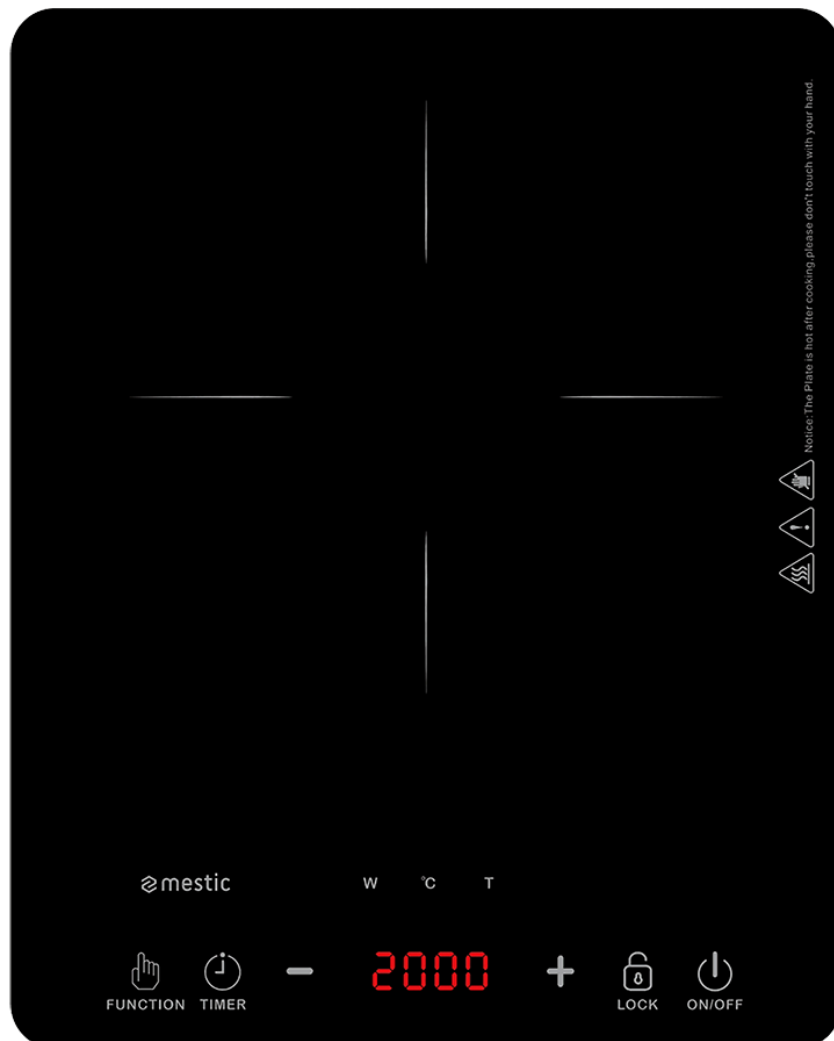 Notice:The Plate is hot after cooking,please don't touch with your hand.
mestic
W °C T
2000
FUNCTION TIMER LOCK ON/OFF